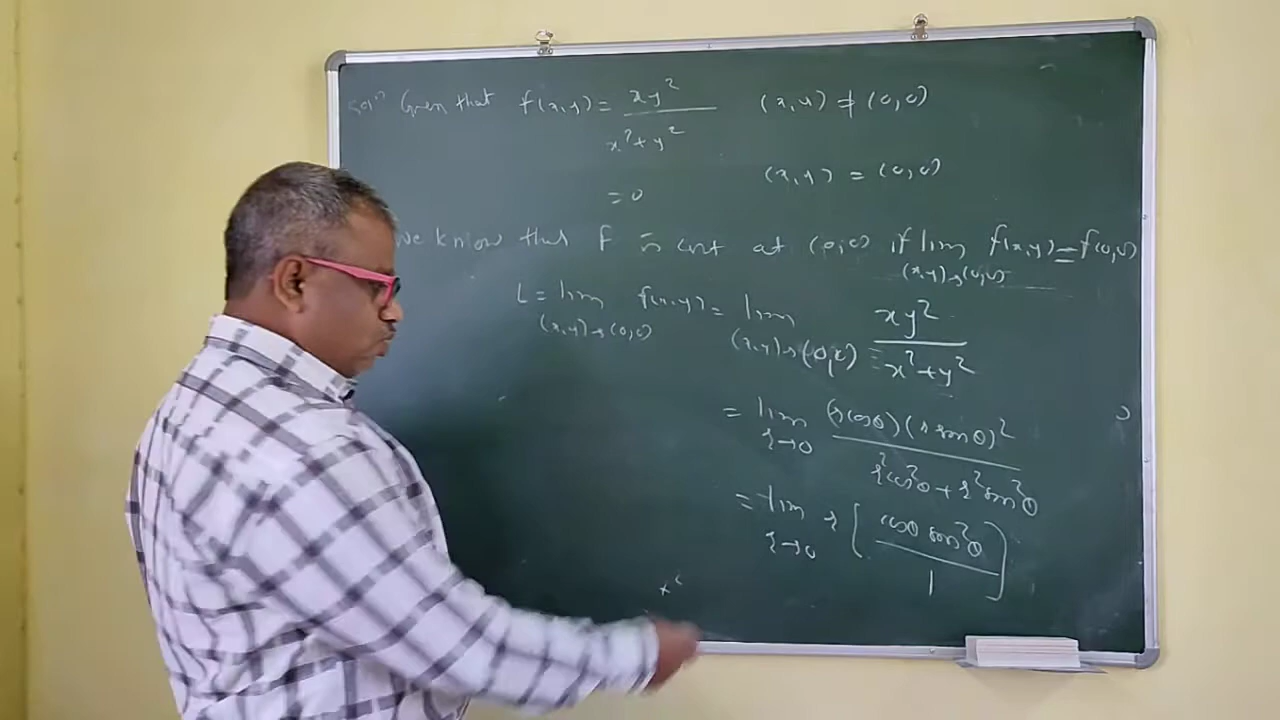 Solⁿ Given that f(x,y) = xy² / x²+y² (x,y) ≠ (0,0)
= 0 (x,y) = (0,0)
We know that f is cnt at (0,0) if lim (x,y)→(0,0) f(x,y) = f(0,0)
L = lim (x,y)→(0,0) f(x,y) = lim (x,y)→(0,0) xy² / x²+y²
= lim r→0 (r cosθ)(r sinθ)² / r²cos²θ + r²sin²θ
= lim r→0 r [cosθ sin²θ / 1]